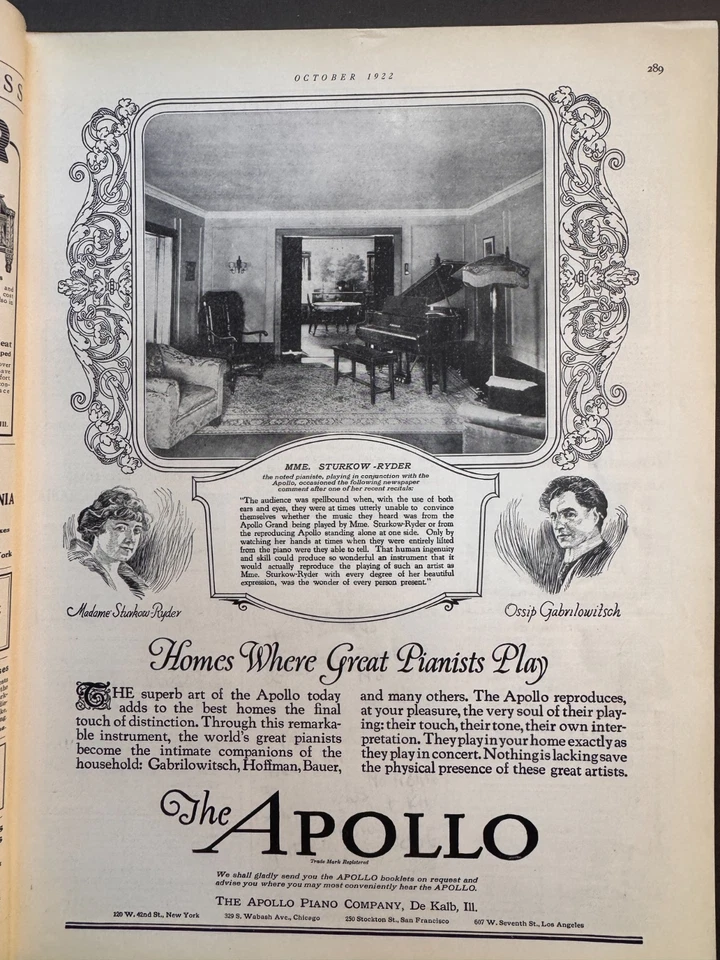 OCTOBER 1922
289
MME. STURKOW-RYDER
the noted pianiste, playing in conjunction with the
Apollo, occasioned the following newspaper
comment after one of her recent recitals:
"The audience was spellbound when, with the use of both
ears and eyes, they were at times utterly unable to convince
themselves whether the music they heard was from the
Apollo Grand being played by Mme. Sturkow-Ryder or from
the reproducing Apollo standing alone at one side. Only by
watching her hands at times when they were entirely lifted
from the piano were they able to tell. That human ingenuity
and skill could produce so wonderful an instrument that it
would actually reproduce the playing of such an artist as
Mme. Sturkow-Ryder with every degree of her beautiful
expression, was the wonder of every person present."
Madame Sturkow-Ryder
Ossip Gabrilowitsch
Homes Where Great Pianists Play
THE superb art of the Apollo today
adds to the best homes the final
touch of distinction. Through this remarka-
ble instrument, the world's great pianists
become the intimate companions of the
household: Gabrilowitsch, Hoffman, Bauer,
and many others. The Apollo reproduces,
at your pleasure, the very soul of their play-
ing: their touch, their tone, their own inter-
pretation. They play in your home exactly as
they play in concert. Nothing is lacking save
the physical presence of these great artists.
The APOLLO
Trade Mark Registered
We shall gladly send you the APOLLO booklets on request and
advise you where you may most conveniently hear the APOLLO.
THE APOLLO PIANO COMPANY, De Kalb, Ill.
120 W. 42nd St., New York
329 S. Wabash Ave., Chicago
250 Stockton St., San Francisco
607 W. Seventh St., Los Angeles